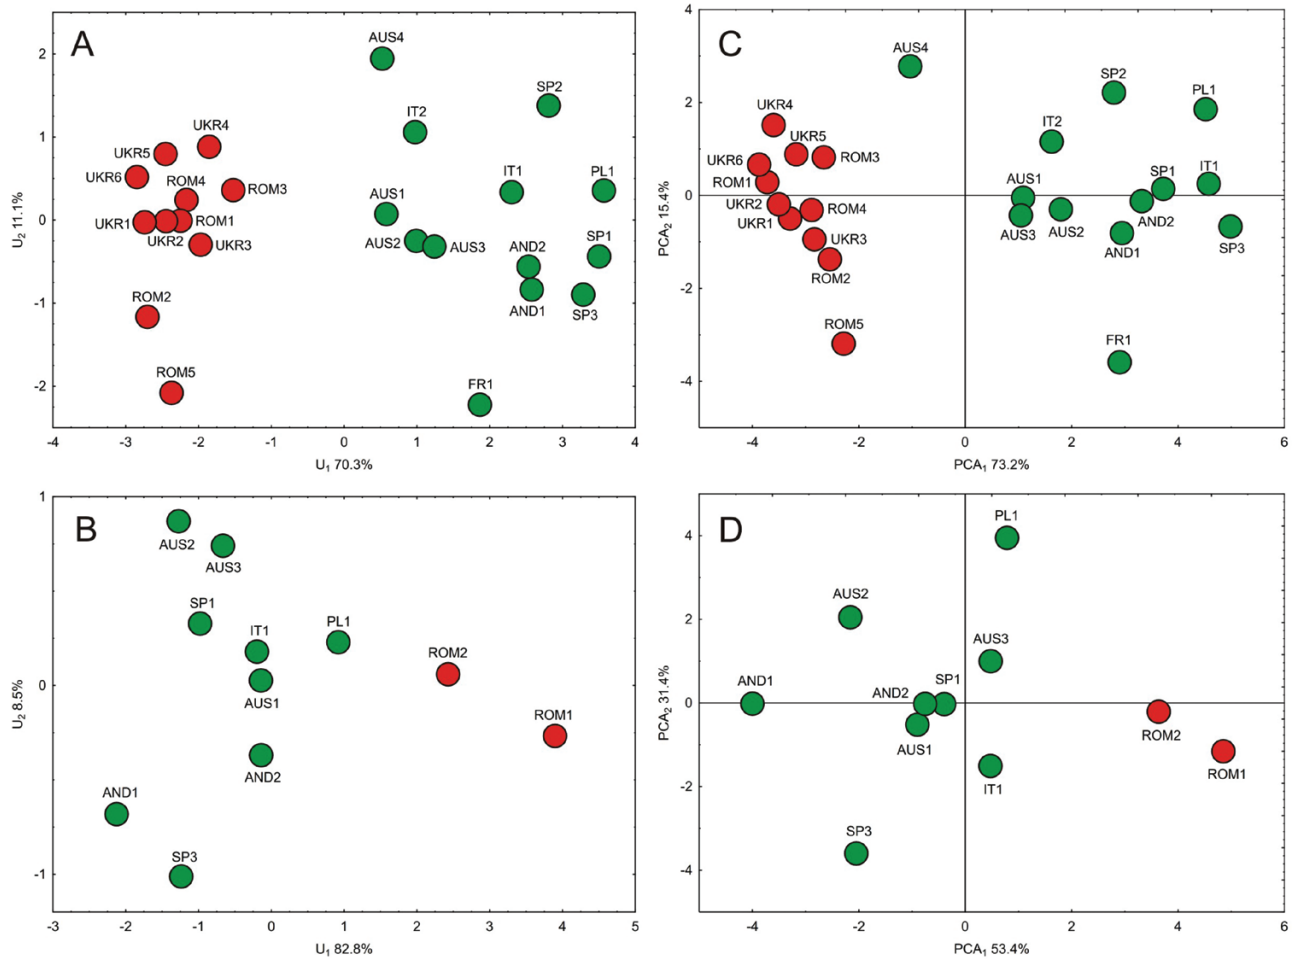 A
AUS4
SP2
IT2
UKR4
UKR5
UKR6
ROM4
ROM3
IT1
PL1
AUS1
UKR1
ROM1
UKR2
UKR3
AUS2
AUS3
AND2
SP1
AND1
SP3
ROM2
ROM5
FR1
2
1
0
-1
-2
U2 11.1%
-4 -3 -2 -1 0 1 2 3 4
U1 70.3%
C
AUS4
SP2
PL1
UKR4
UKR5
IT2
UKR6
ROM3
ROM1
AUS1
SP1
IT1
UKR2
ROM4
UKR1
AUS3
AUS2
AND2
UKR3
AND1
SP3
ROM2
ROM5
FR1
4
2
0
-2
-4
PCA2 15.4%
-4 -2 0 2 4 6
PCA1 73.2%
B
AUS2
AUS3
SP1
IT1
PL1
ROM2
AUS1
ROM1
AND2
AND1
SP3
1
0
-1
U2 8.5%
-3 -2 -1 0 1 2 3 4 5
U1 82.8%
D
PL1
AUS2
AUS3
AND1
AND2
SP1
AUS1
ROM2
ROM1
IT1
SP3
4
2
0
-2
-4
PCA2 31.4%
-4 -2 0 2 4 6
PCA1 53.4%